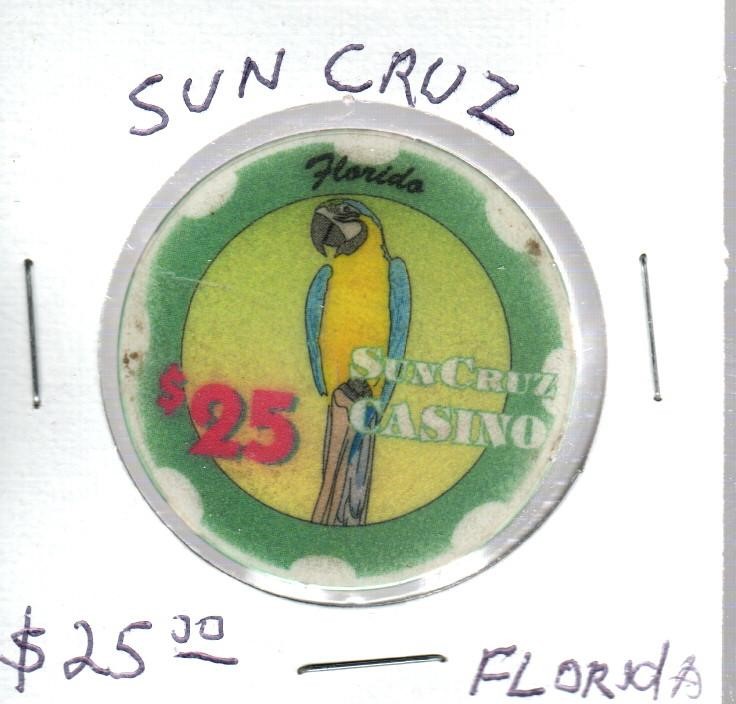 SUN CRUZ
Florida
SUNCRUZ
$25
CASINO
$25 00
FLORIDA